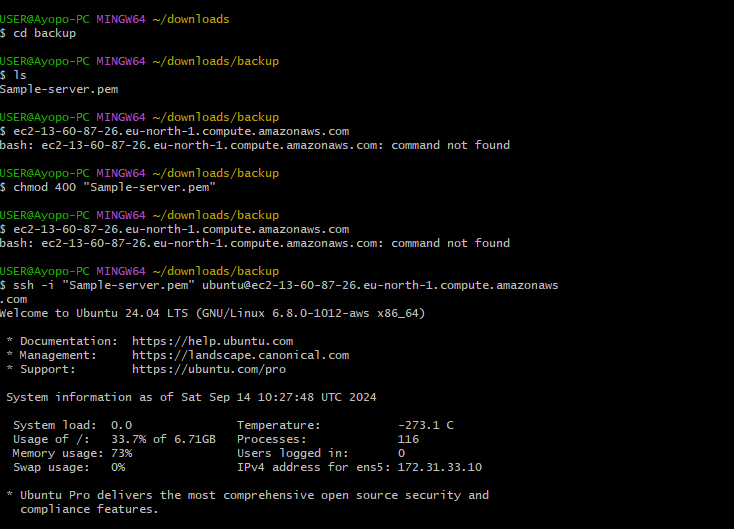 USER@Ayopo-PC MINGW64 ~/downloads
$ cd backup
USER@Ayopo-PC MINGW64 ~/downloads/backup
$ ls
Sample-server.pem
USER@Ayopo-PC MINGW64 ~/downloads/backup
$ ec2-13-60-87-26.eu-north-1.compute.amazonaws.com
bash: ec2-13-60-87-26.eu-north-1.compute.amazonaws.com: command not found
USER@Ayopo-PC MINGW64 ~/downloads/backup
$ chmod 400 "Sample-server.pem"
USER@Ayopo-PC MINGW64 ~/downloads/backup
$ ec2-13-60-87-26.eu-north-1.compute.amazonaws.com
bash: ec2-13-60-87-26.eu-north-1.compute.amazonaws.com: command not found
USER@Ayopo-PC MINGW64 ~/downloads/backup
$ ssh -i "Sample-server.pem" ubuntu@ec2-13-60-87-26.eu-north-1.compute.amazonaws
.com
Welcome to Ubuntu 24.04 LTS (GNU/Linux 6.8.0-1012-aws x86_64)
* Documentation: https://help.ubuntu.com
* Management: https://landscape.canonical.com
* Support: https://ubuntu.com/pro
System information as of Sat Sep 14 10:27:48 UTC 2024
System load: 0.0 Temperature: -273.1 C
Usage of /: 33.7% of 6.71GB Processes: 116
Memory usage: 73% Users logged in: 0
Swap usage: 0% IPv4 address for ens5: 172.31.33.10
* Ubuntu Pro delivers the most comprehensive open source security and
compliance features.